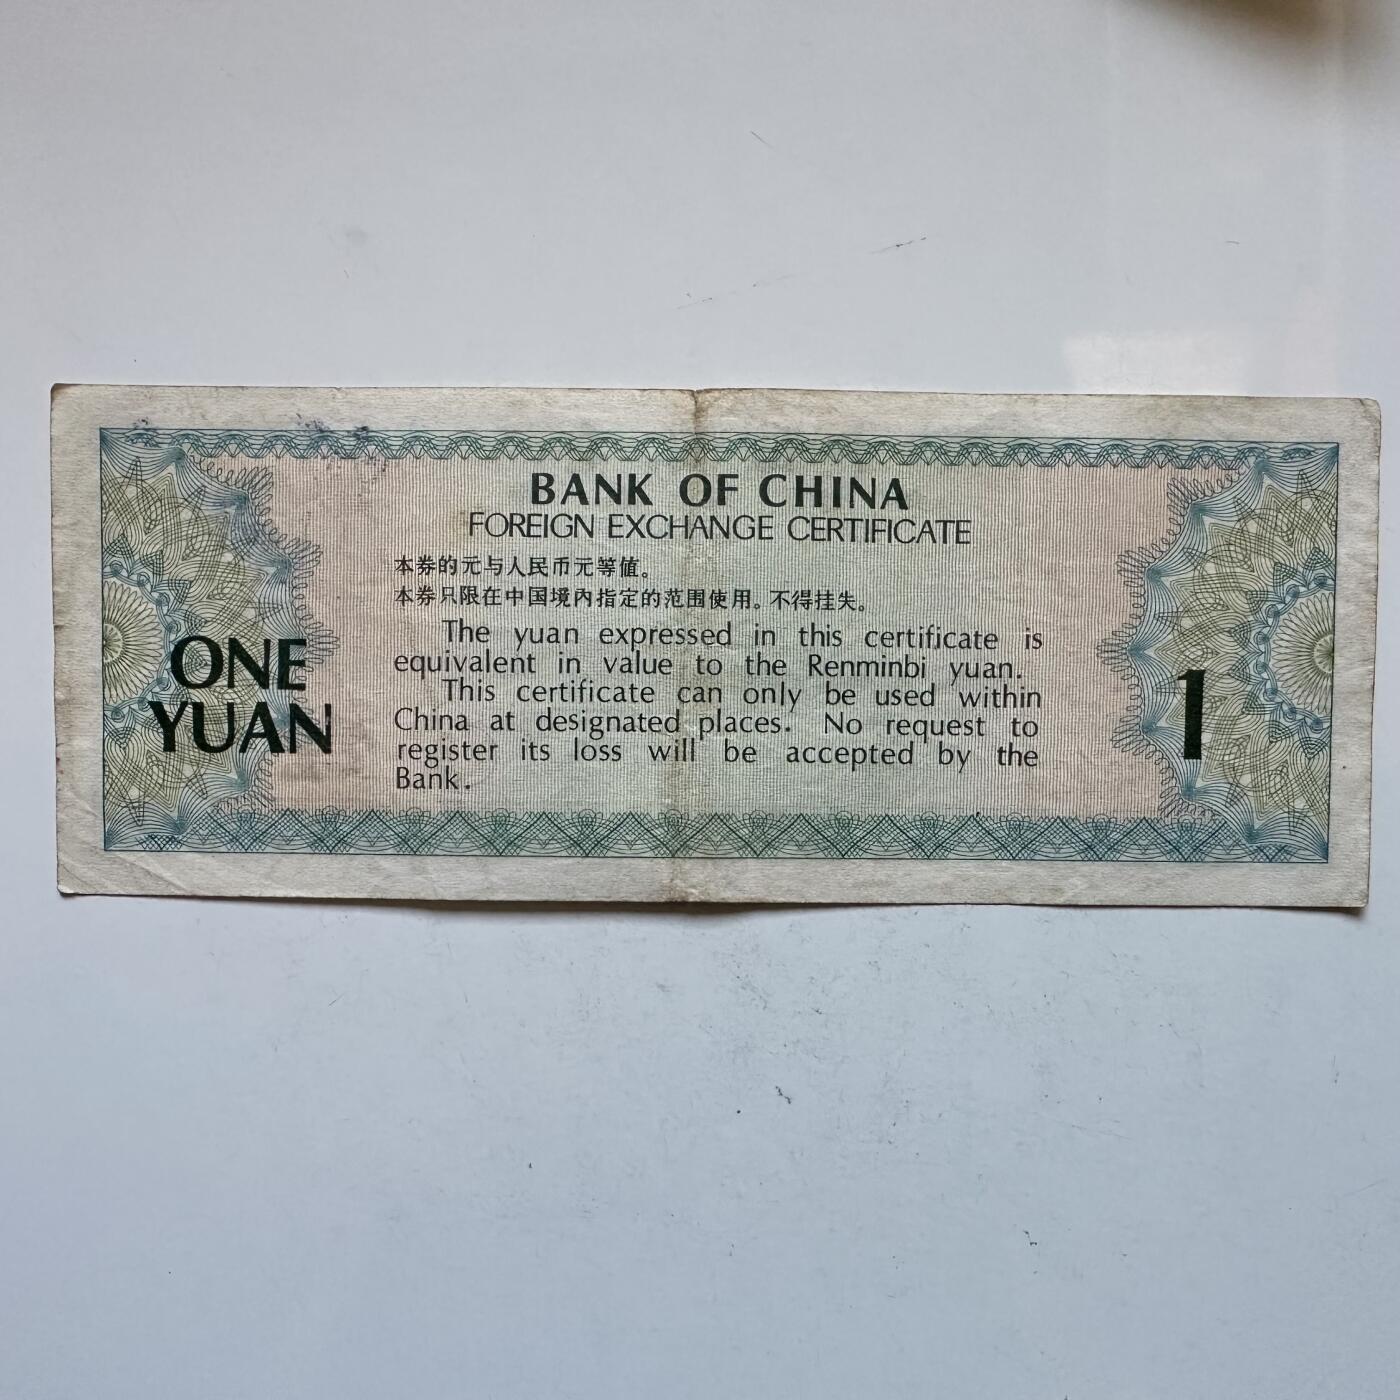 BANK OF CHINA
FOREIGN EXCHANGE CERTIFICATE
本券的元与人民币元等值。
本券只限在中国境内指定的范围使用。不得挂失。
The yuan expressed in this certificate is
equivalent in value to the Renminbi yuan.
This certificate can only be used within
China at designated places. No request to
register its loss will be accepted by the
Bank.
ONE
YUAN
1